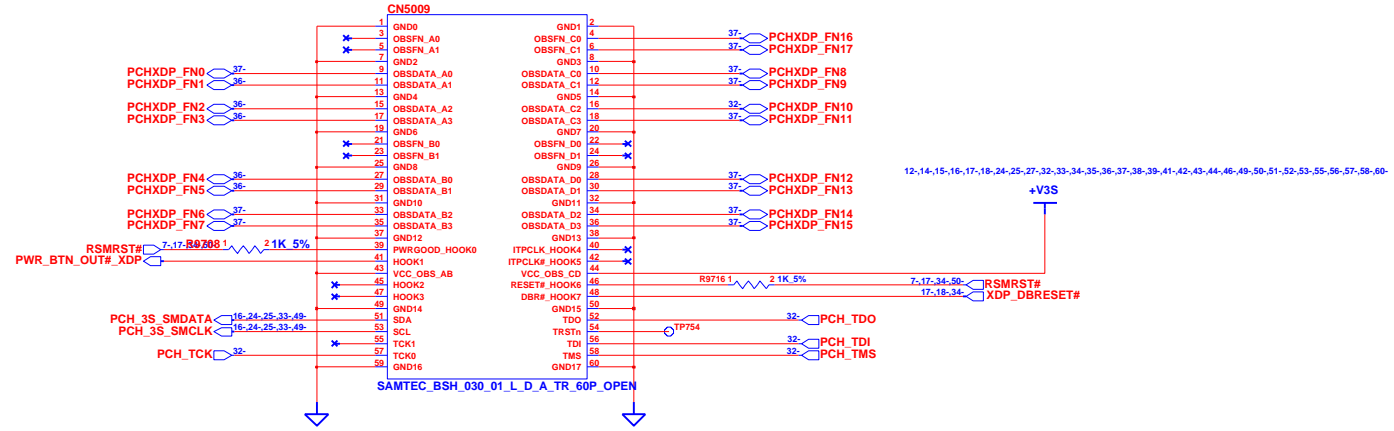 CN5009
1 GND0 GND1 2
3 OBSFN_A0 OBSFN_C0 4 37- PCHXDP_FN16
5 OBSFN_A1 OBSFN_C1 6 37- PCHXDP_FN17
7 GND2 GND3 8
PCHXDP_FN0 37- 9 OBSDATA_A0 OBSDATA_C0 10 37- PCHXDP_FN8
PCHXDP_FN1 36- 11 OBSDATA_A1 OBSDATA_C1 12 37- PCHXDP_FN9
13 GND4 GND5 14
PCHXDP_FN2 36- 15 OBSDATA_A2 OBSDATA_C2 16 32- PCHXDP_FN10
PCHXDP_FN3 36- 17 OBSDATA_A3 OBSDATA_C3 18 37- PCHXDP_FN11
19 GND6 GND7 20
21 OBSFN_B0 OBSFN_D0 22
23 OBSFN_B1 OBSFN_D1 24
25 GND8 GND9 26
12-,14-,15-,16-,17-,18-,24-,25-,27-,32-,33-,34-,35-,36-,37-,38-,39-,41-,42-,43-,44-,46-,49-,50-,51-,52-,53-,55-,56-,57-,58-,60-
PCHXDP_FN4 36- 27 OBSDATA_B0 OBSDATA_D0 28 37- PCHXDP_FN12
PCHXDP_FN5 36- 29 OBSDATA_B1 OBSDATA_D1 30 37- PCHXDP_FN13
+V3S
31 GND10 GND11 32
PCHXDP_FN6 37- 33 OBSDATA_B2 OBSDATA_D2 34 37- PCHXDP_FN14
PCHXDP_FN7 37- 35 OBSDATA_B3 OBSDATA_D3 36 37- PCHXDP_FN15
37 GND12 GND13 38
RSMRST# 1 2 1K_5% 39 PWRGOOD_HOOK0 ITPCLK_HOOK4 40
PWR_BTN_OUT#_XDP 41 HOOK1 ITPCLK#_HOOK5 42
43 VCC_OBS_AB VCC_OBS_CD 44
45 HOOK2 RESET#_HOOK6 46 R9716 1 2 1K_5% 7-,17-,34-,50- RSMRST#
47 HOOK3 DBR#_HOOK7 48 17-,18-,34- XDP_DBRESET#
49 GND14 GND15 50
PCH_3S_SMDATA 16-,24-,25-,33-,49- 51 SDA TDO 52 32- PCH_TDO
PCH_3S_SMCLK 16-,24-,25-,33-,49- 53 SCL TRSTn 54 TP754
55 TCK1 TDI 56 32- PCH_TDI
PCH_TCK 32- 57 TCK0 TMS 58 32- PCH_TMS
59 GND16 GND17 60
SAMTEC_BSH_030_01_L_D_A_TR_60P_OPEN